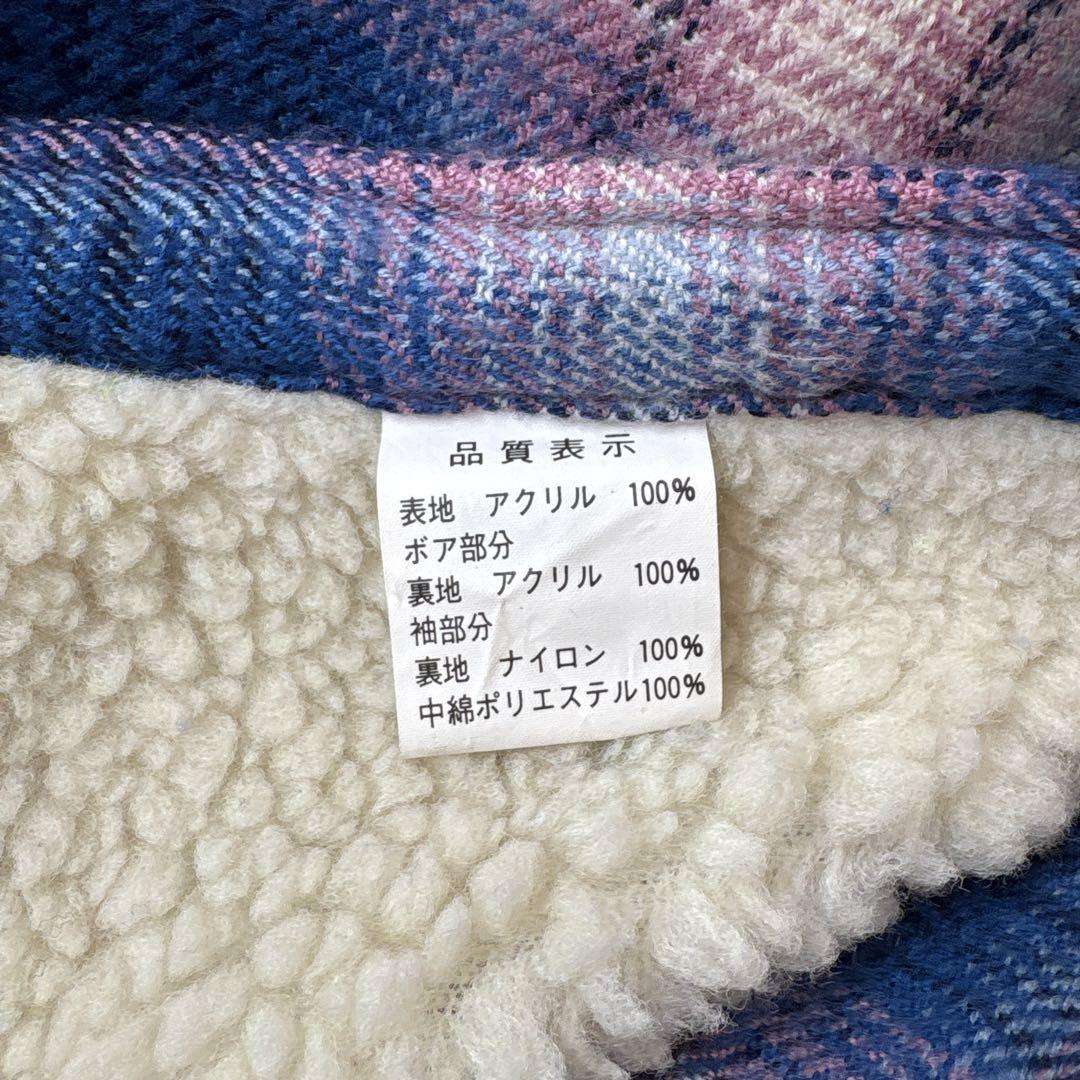 品質表示
表地 アクリル 100%
ボア部分
裏地 アクリル 100%
袖部分
裏地 ナイロン 100%
中綿ポリエステル100%